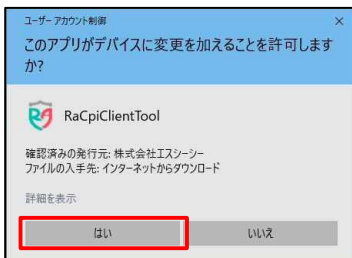 ユーザー アカウント制御
このアプリがデバイスに変更を加えることを許可します
か?
RaCpiClientTool
確認済みの発行元: 株式会社エスシーシー
ファイルの入手先: インターネットからダウンロード
詳細を表示
はい
いいえ